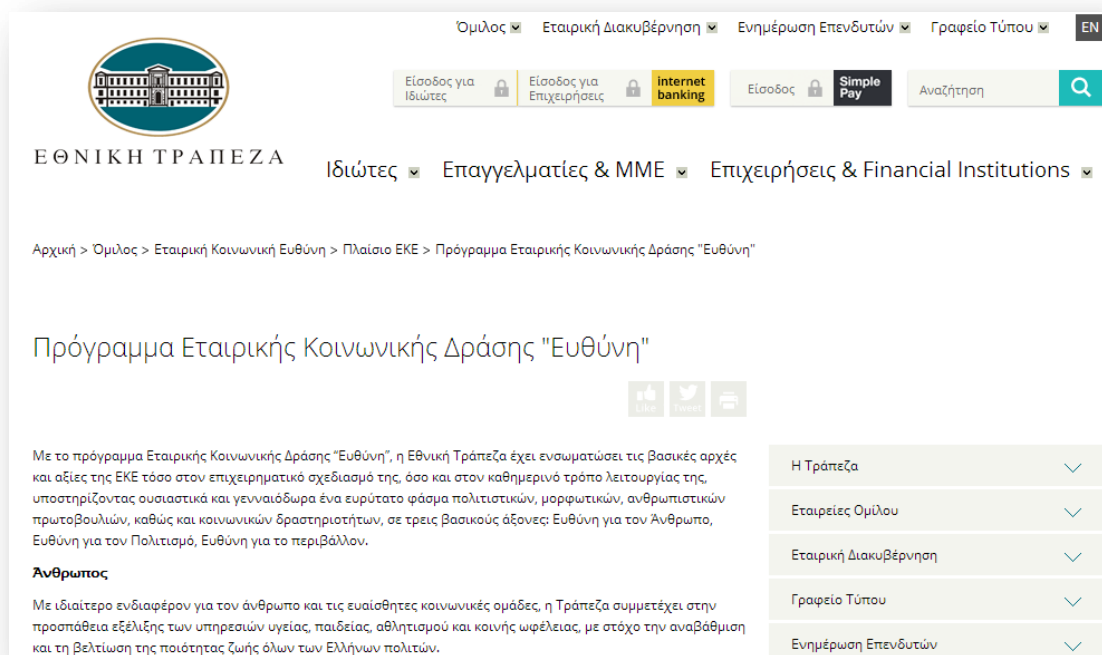 Όμιλος Εταιρική Διακυβέρνηση Ενημέρωση Επενδυτών Γραφείο Τύπου EN
Είσοδος για Ιδιώτες
Είσοδος για Επιχειρήσεις
internet banking
Είσοδος
Simple Pay
Αναζήτηση
ΕΘΝΙΚΗ ΤΡΑΠΕΖΑ
Ιδιώτες Επαγγελματίες & ΜΜΕ Επιχειρήσεις & Financial Institutions
Αρχική > Όμιλος > Εταιρική Κοινωνική Ευθύνη > Πλαίσιο ΕΚΕ > Πρόγραμμα Εταιρικής Κοινωνικής Δράσης "Ευθύνη"
Πρόγραμμα Εταιρικής Κοινωνικής Δράσης "Ευθύνη"
Like Tweet
Με το πρόγραμμα Εταιρικής Κοινωνικής Δράσης “Ευθύνη”, η Εθνική Τράπεζα έχει ενσωματώσει τις βασικές αρχές
και αξίες της ΕΚΕ τόσο στον επιχειρηματικό σχεδιασμό της, όσο και στον καθημερινό τρόπο λειτουργίας της,
υποστηρίζοντας ουσιαστικά και γενναιόδωρα ένα ευρύτατο φάσμα πολιτιστικών, μορφωτικών, ανθρωπιστικών
πρωτοβουλιών, καθώς και κοινωνικών δραστηριοτήτων, σε τρεις βασικούς άξονες: Ευθύνη για τον Άνθρωπο,
Ευθύνη για τον Πολιτισμό, Ευθύνη για το περιβάλλον.
Άνθρωπος
Με ιδιαίτερο ενδιαφέρον για τον άνθρωπο και τις ευαίσθητες κοινωνικές ομάδες, η Τράπεζα συμμετέχει στην
προσπάθεια εξέλιξης των υπηρεσιών υγείας, παιδείας, αθλητισμού και κοινής ωφέλειας, με στόχο την αναβάθμιση
και τη βελτίωση της ποιότητας ζωής όλων των Ελλήνων πολιτών.
Η Τράπεζα
Εταιρείες Ομίλου
Εταιρική Διακυβέρνηση
Γραφείο Τύπου
Ενημέρωση Επενδυτών